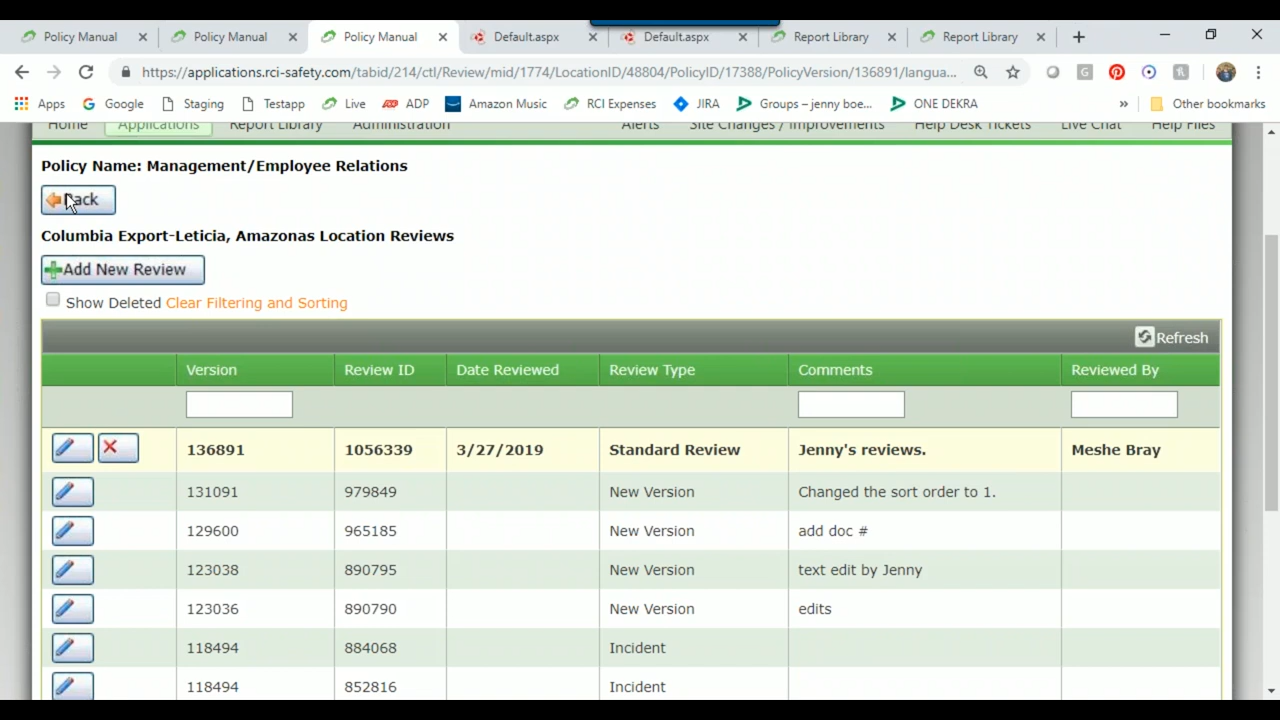 Policy Manual Policy Manual Policy Manual Default.aspx Default.aspx Report Library Report Library
https://applications.rci-safety.com/tabid/214/ctl/Review/mid/1774/LocationID/48804/PolicyID/17388/PolicyVersion/136891/langua...
Apps Google Staging Testapp Live ADP Amazon Music RCI Expenses JIRA Groups – jenny boe... ONE DEKRA » Other bookmarks
Home Applications Report Library Administration Alerts Site Changes / Improvements Help Desk Tickets Live Chat Help Files
Policy Name: Management/Employee Relations
Back
Columbia Export-Leticia, Amazonas Location Reviews
Add New Review
Show Deleted Clear Filtering and Sorting
Refresh
Version Review ID Date Reviewed Review Type Comments Reviewed By
136891 1056339 3/27/2019 Standard Review Jenny's reviews. Meshe Bray
131091 979849 New Version Changed the sort order to 1.
129600 965185 New Version add doc #
123038 890795 New Version text edit by Jenny
123036 890790 New Version edits
118494 884068 Incident
118494 852816 Incident